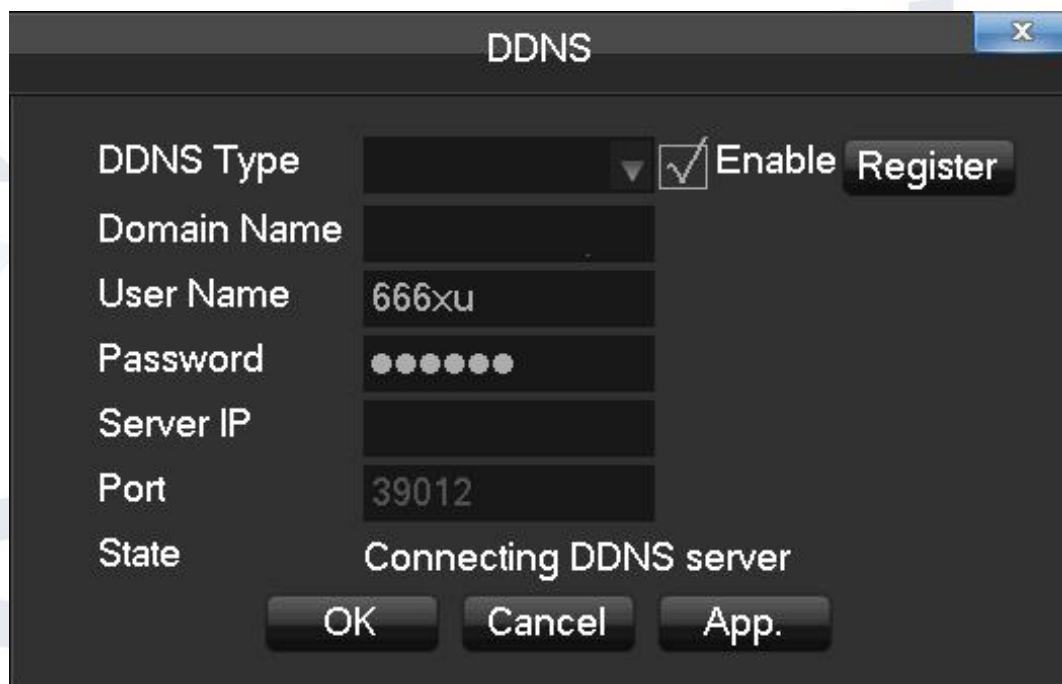 DDNS
x
DDNS Type Enable Register
Domain Name
User Name 666xu
Password ●●●●●●
Server IP
Port 39012
State Connecting DDNS server
OK Cancel App.